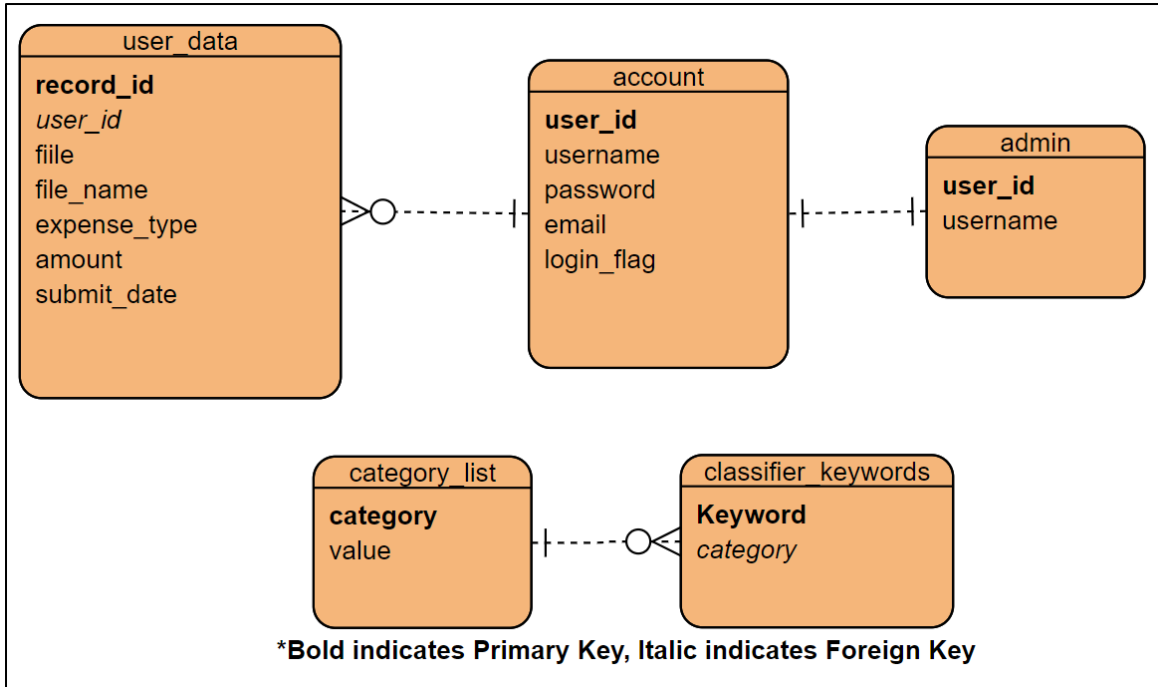 user_data
record_id
user_id
fiile
file_name
expense_type
amount
submit_date
account
user_id
username
password
email
login_flag
admin
user_id
username
category_list
category
value
classifier_keywords
Keyword
category
*Bold indicates Primary Key, Italic indicates Foreign Key